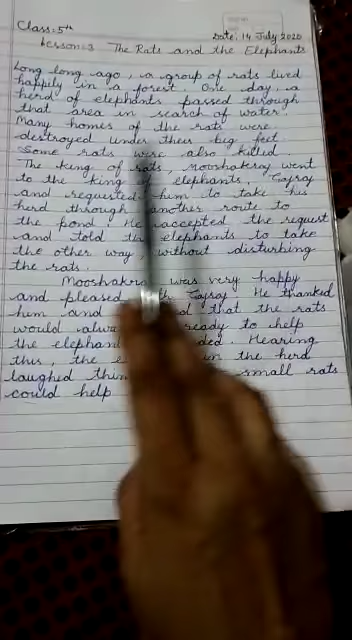 Class:5th
Date: 14 July 2020
Lesson:3 The Rats and the Elephants
Long long ago, a group of rats lived
happily in a forest. One day, a
herd of elephants passed through
that area in search of water.
Many homes of the rats were
destroyed under their big feet.
Some rats were also killed.
The king of rats, Mooshakraj went
to the king of elephants, Gajraj
and requested him to take his
herd through another route to
the pond. He accepted the request
and told the elephants to take
the other way, without disturbing
the rats.
Mooshakraj was very happy
and pleased Gajraj. He thanked
him and that the rats
would ready to help
the elephan Hearing
this, the in the herd
laughed small rats
could help